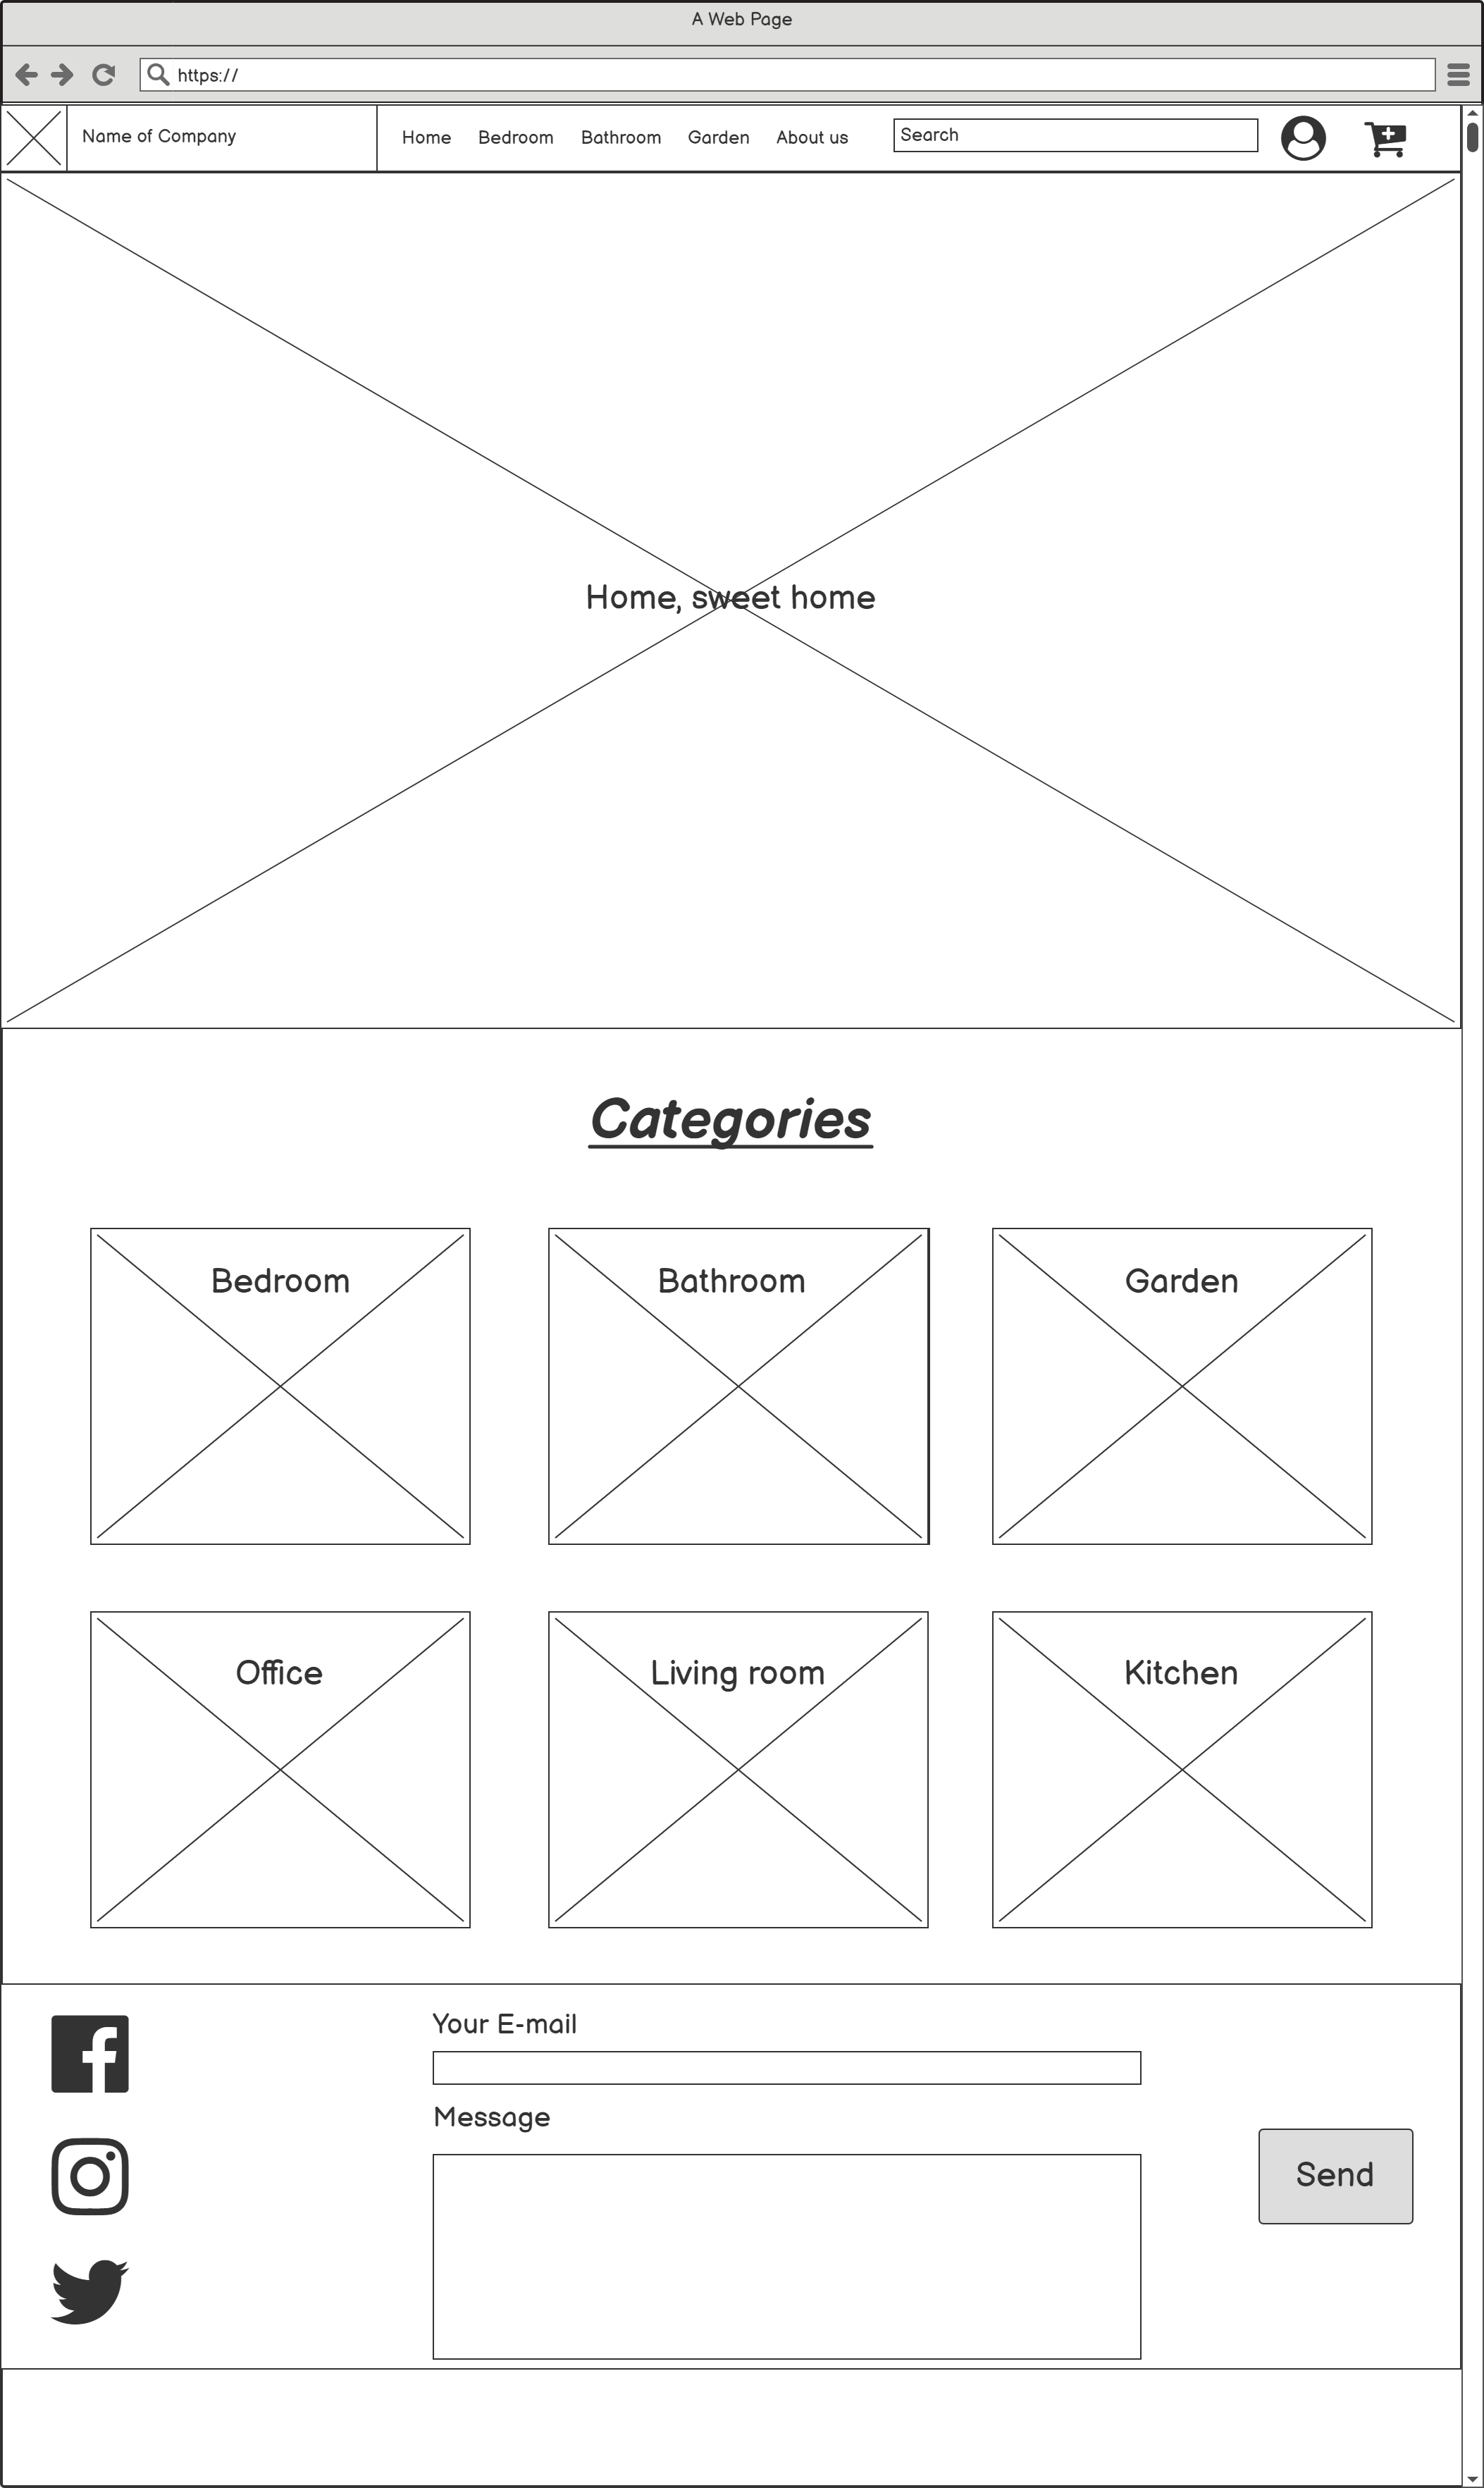 A Web Page
https://
Name of Company
Home Bedroom Bathroom Garden About us
Search
Home, sweet home
Categories
Bedroom
Bathroom
Garden
Office
Living room
Kitchen
Your E-mail
Message
Send